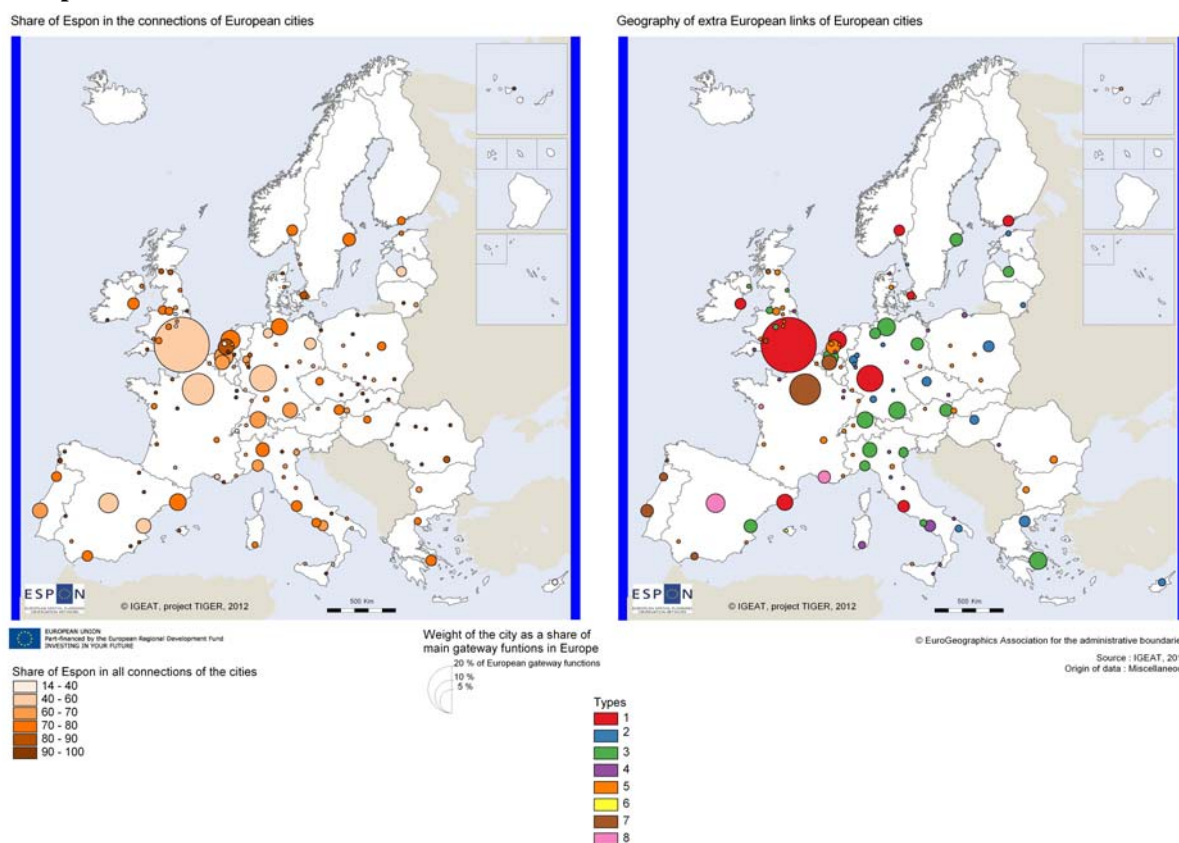 Share of Espon in the connections of European cities
Geography of extra European links of European cities
ESPON
© IGEAT, project TIGER, 2012
500 Km
ESPON
© IGEAT, project TIGER, 2012
500 Km
EUROPEAN UNION
Part-financed by the European Regional Development Fund
INVESTING IN YOUR FUTURE
Weight of the city as a share of
main gateway funtions in Europe
20 % of European gateway functions
10 %
5 %
© EuroGeographics Association for the administrative boundarie
Source : IGEAT, 201
Origin of data : Miscellaneou
Share of Espon in all connections of the cities
14 - 40
40 - 60
60 - 70
70 - 80
80 - 90
90 - 100
Types
1
2
3
4
5
6
7
8